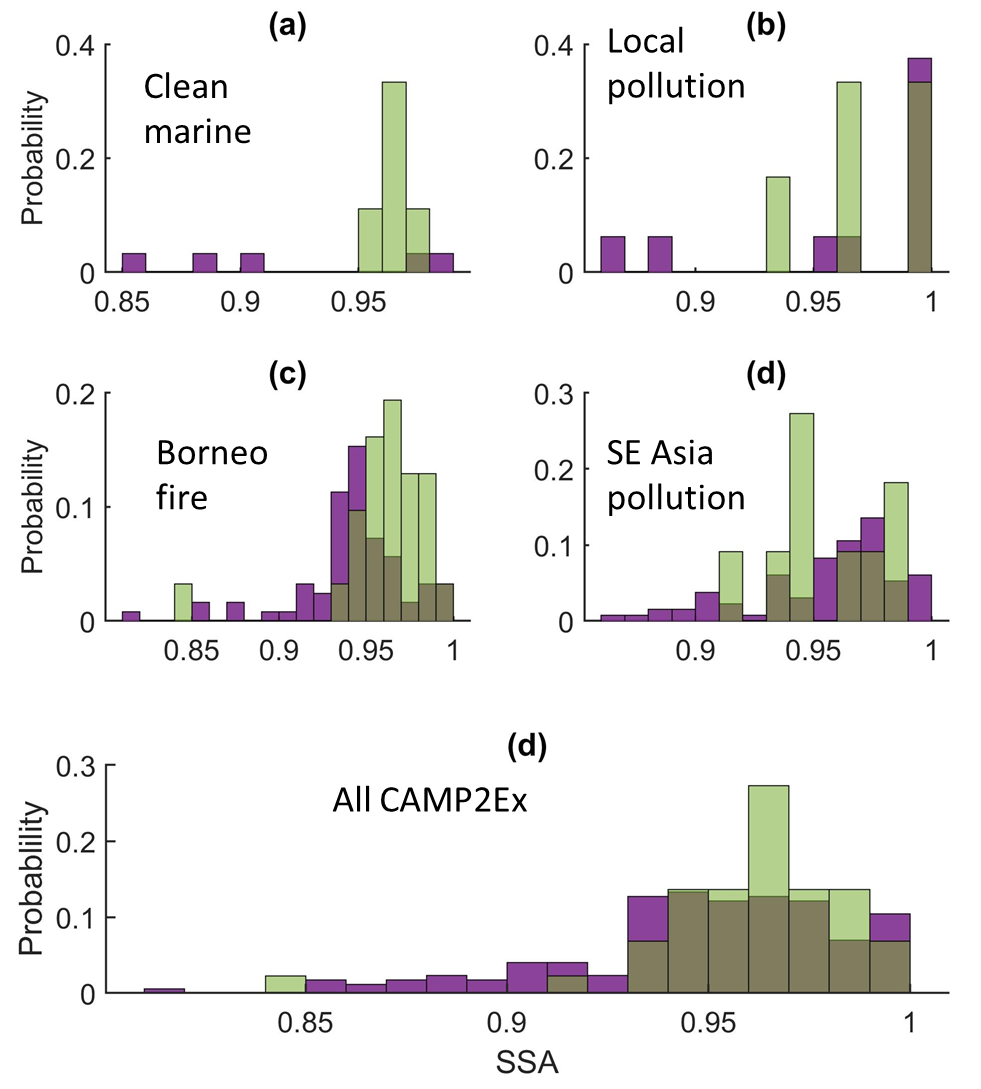 (a)
Clean
marine
Probability
0.4
0.2
0
0.85
0.9
0.95
(b)
Local
pollution
0.4
0.2
0
0.9
0.95
1
(c)
Borneo
fire
Probability
0.2
0.1
0
0.85
0.9
0.95
1
(d)
SE Asia
pollution
0.3
0.2
0.1
0
0.9
0.95
1
(d)
All CAMP2Ex
Probablility
0.3
0.2
0.1
0
0.85
0.9
0.95
1
SSA